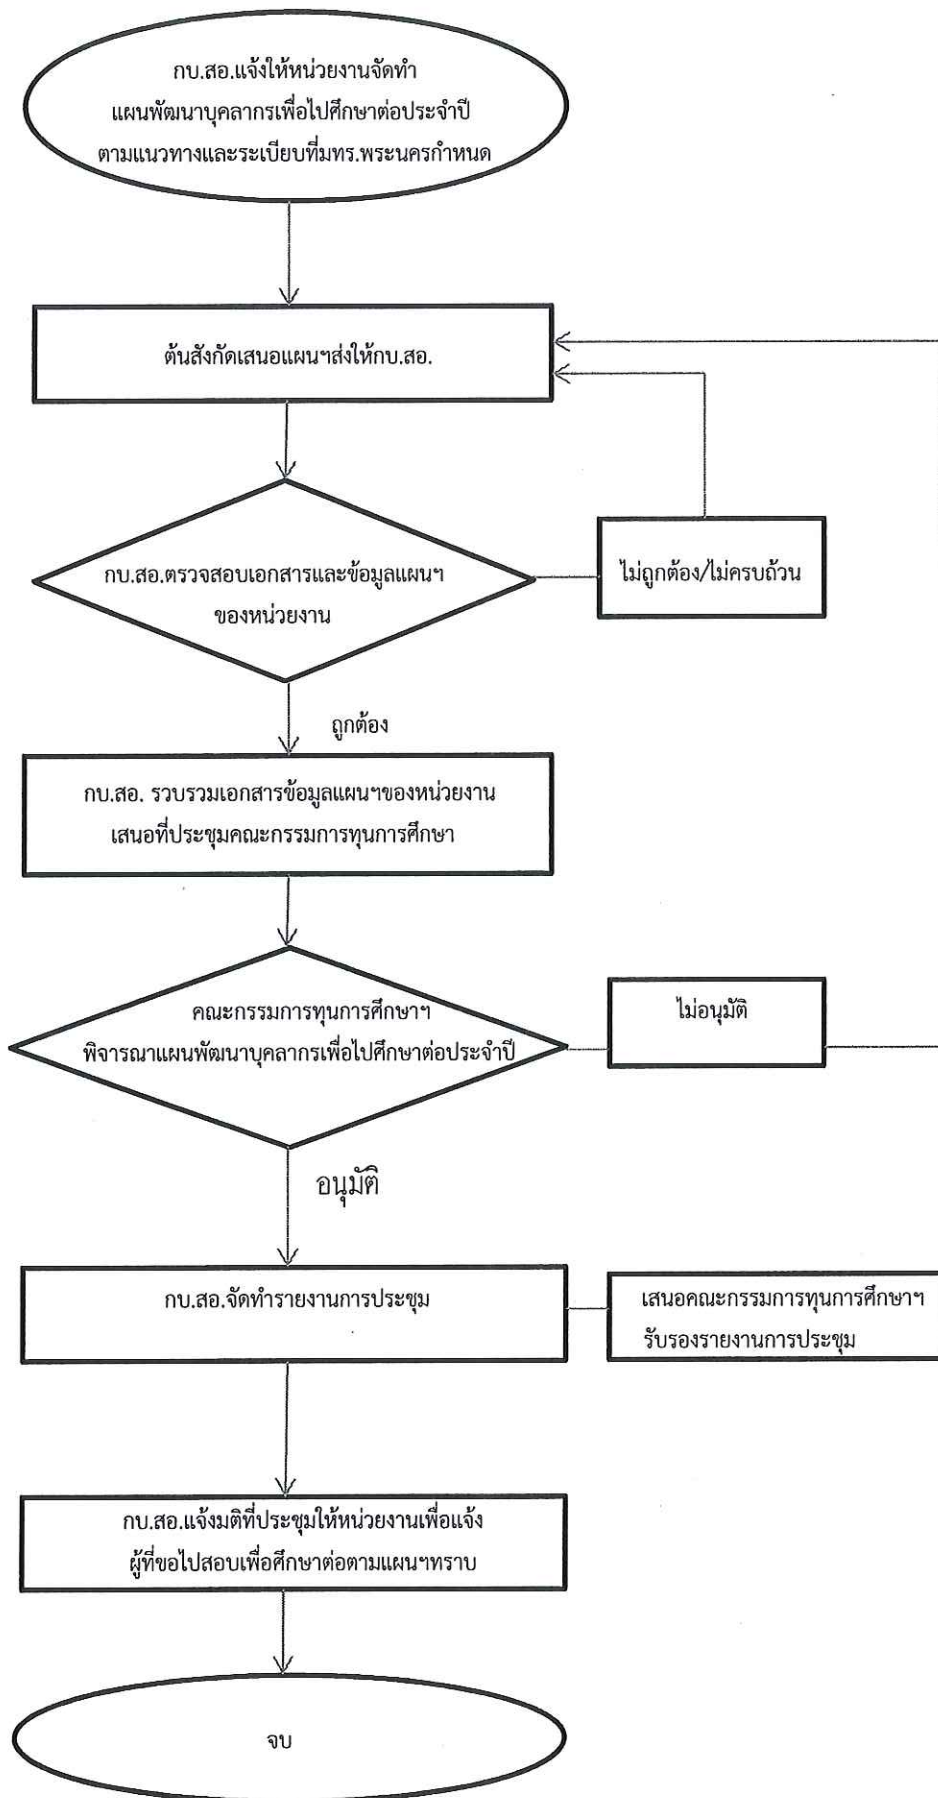 กบ.สอ.แจ้งให้หน่วยงานจัดทำ
แผนพัฒนาบุคลากรเพื่อไปศึกษาต่อประจำปี
ตามแนวทางและระเบียบที่มทร.พระนครกำหนด
ต้นสังกัดเสนอแผนฯส่งให้กบ.สอ.
กบ.สอ.ตรวจสอบเอกสารและข้อมูลแผนฯ
ของหน่วยงาน
ไม่ถูกต้อง/ไม่ครบถ้วน
ถูกต้อง
กบ.สอ. รวบรวมเอกสารข้อมูลแผนฯของหน่วยงาน
เสนอที่ประชุมคณะกรรมการทุนการศึกษา
คณะกรรมการทุนการศึกษาฯ
พิจารณาแผนพัฒนาบุคลากรเพื่อไปศึกษาต่อประจำปี
ไม่อนุมัติ
อนุมัติ
กบ.สอ.จัดทำรายงานการประชุม
เสนอคณะกรรมการทุนการศึกษาฯ
รับรองรายงานการประชุม
กบ.สอ.แจ้งมติที่ประชุมให้หน่วยงานเพื่อแจ้ง
ผู้ที่ขอไปสอบเพื่อศึกษาต่อตามแผนฯทราบ
จบ